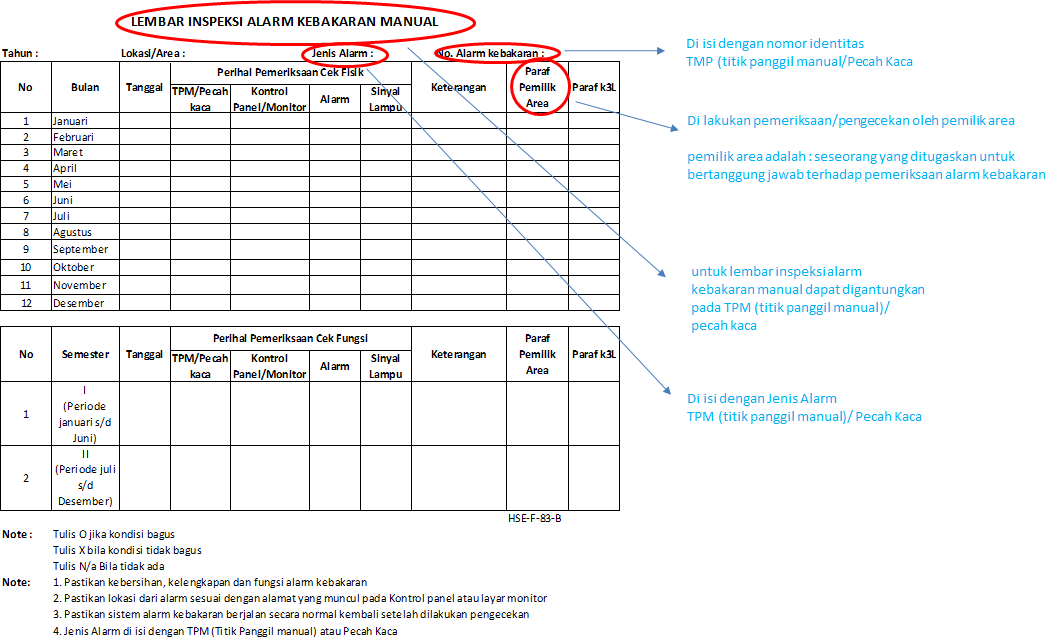 LEMBAR INSPEKSI ALARM KEBAKARAN MANUAL
Tahun : Lokasi/Area : Jenis Alarm : No. Alarm kebakaran :
Di isi dengan nomor identitas
TMP (titik panggil manual/Pecah Kaca
No Bulan Tanggal Perihal Pemeriksaan Cek Fisik Keterangan Paraf Pemilik Area Paraf k3L
TPM/Pecah kaca Kontrol Panel/Monitor Alarm Sinyal Lampu
1 Januari
2 Februari
3 Maret
4 April
5 Mei
6 Juni
7 Juli
8 Agustus
9 September
10 Oktober
11 November
12 Desember
Di lakukan pemeriksaan/pengecekan oleh pemilik area
pemilik area adalah : seseorang yang ditugaskan untuk
bertanggung jawab terhadap pemeriksaan alarm kebakaran
untuk lembar inspeksi alarm
kebakaran manual dapat digantungkan
pada TPM (titik panggil manual)/
pecah kaca
No Semester Tanggal Perihal Pemeriksaan Cek Fungsi Keterangan Paraf Pemilik Area Paraf k3L
TPM/Pecah kaca Kontrol Panel/Monitor Alarm Sinyal Lampu
1 I
(Periode
januari s/d
Juni)
2 II
(Periode juli
s/d
Desember)
Di isi dengan Jenis Alarm
TPM (titik panggil manual)/ Pecah Kaca
HSE-F-83-B
Note : Tulis O jika kondisi bagus
Tulis X bila kondisi tidak bagus
Tulis N/a Bila tidak ada
Note: 1. Pastikan kebersihan, kelengkapan dan fungsi alarm kebakaran
2. Pastikan lokasi dari alarm sesuai dengan alamat yang muncul pada Kontrol panel atau layar monitor
3. Pastikan sistem alarm kebakaran berjalan secara normal kembali setelah dilakukan pengecekan
4. Jenis Alarm di isi dengan TPM (Titik Panggil manual) atau Pecah Kaca